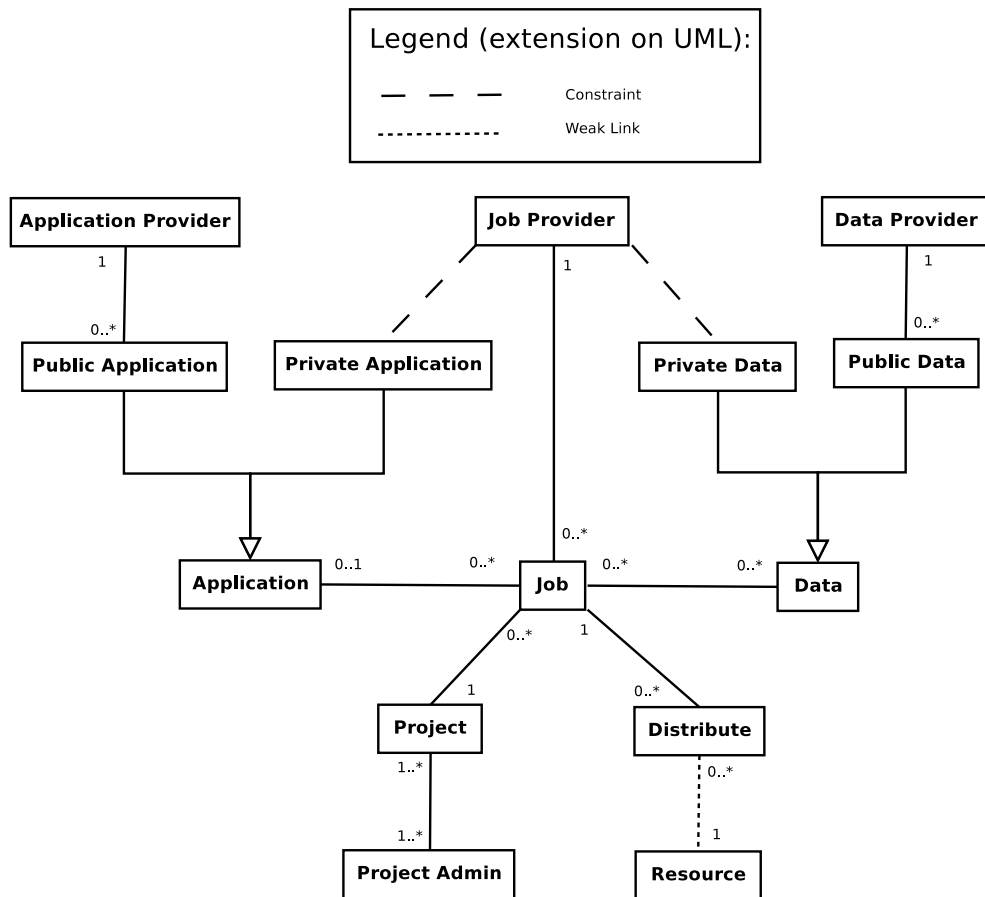 Legend (extension on UML):
Constraint
Weak Link
Application Provider
Job Provider
Data Provider
1
1
1
0..*
0..*
Public Application
Private Application
Private Data
Public Data
0..*
0..1
0..*
0..*
0..*
Application
Job
Data
0..*
1
1
0..*
Project
Distribute
1..*
0..*
1..*
1
Project Admin
Resource